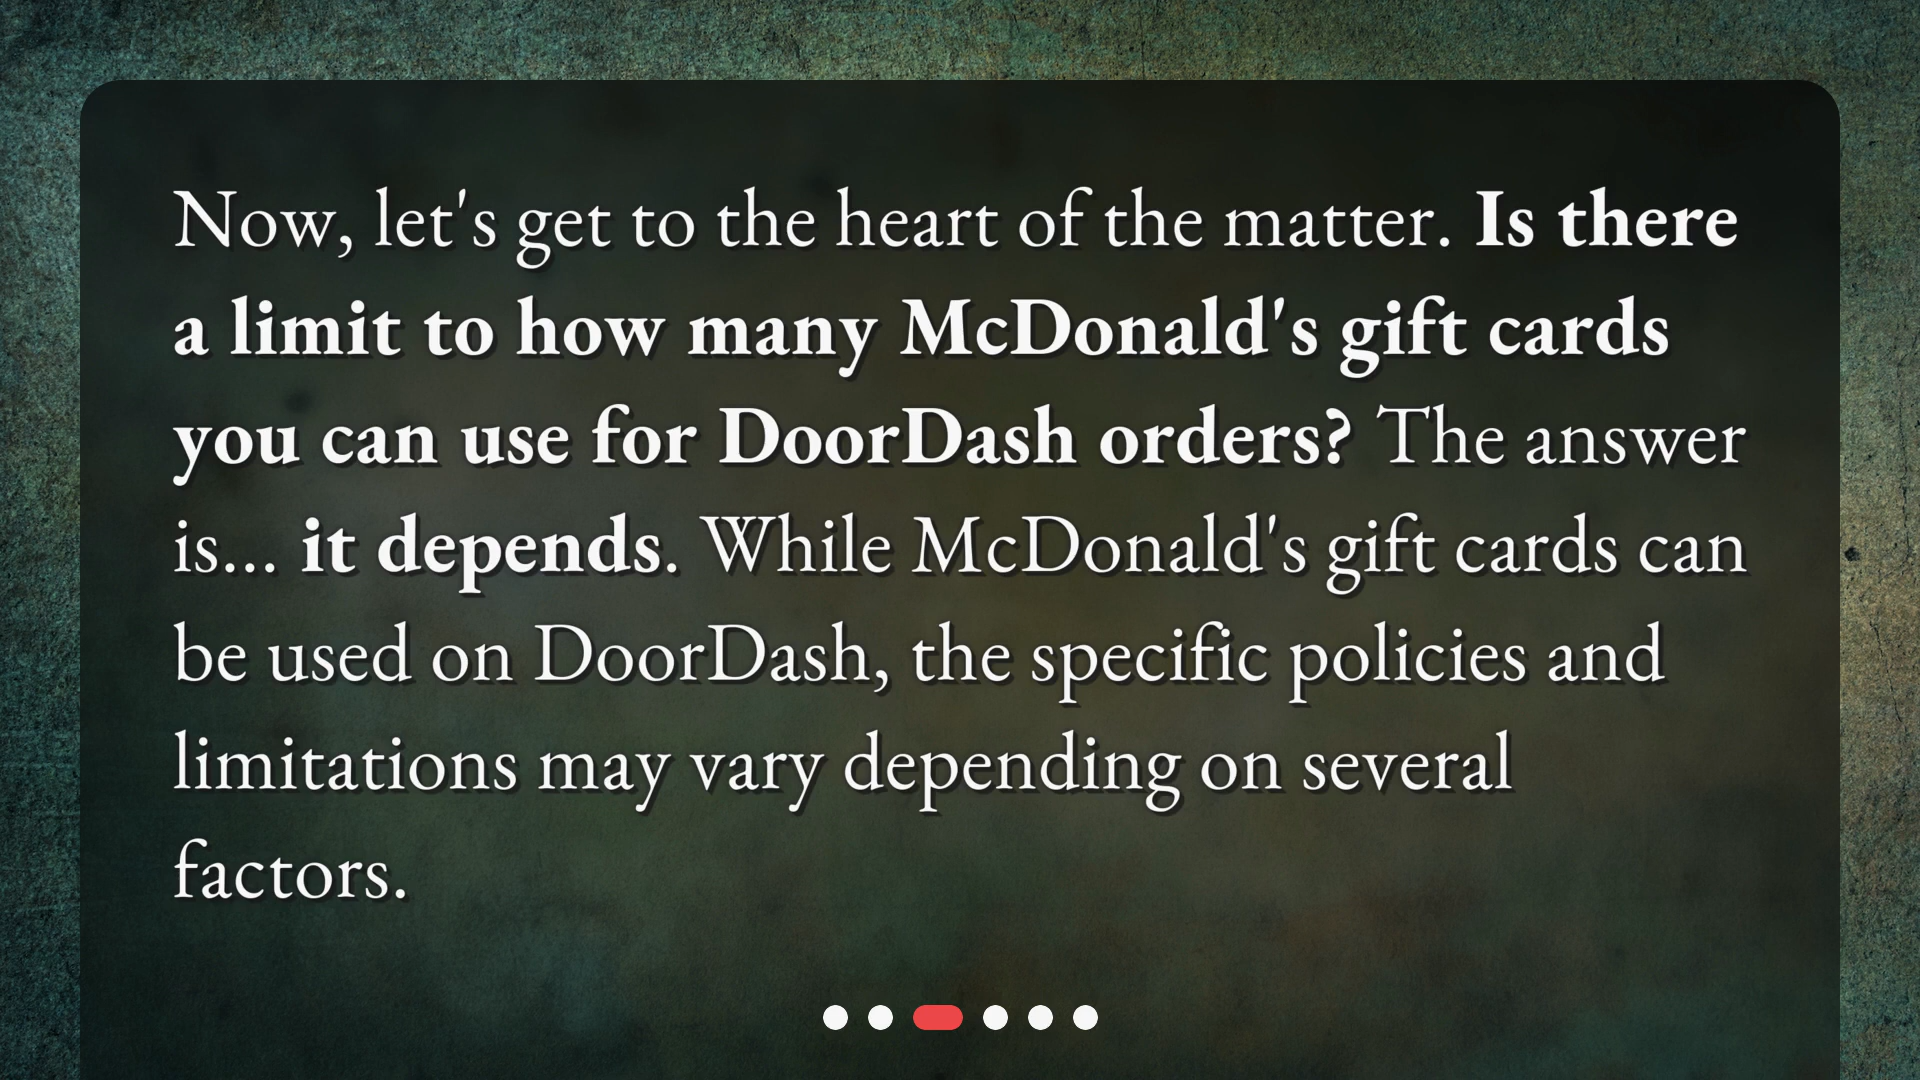 Now, let's get to the heart of the matter. Is there
a limit to how many McDonald's gift cards
you can use for DoorDash orders? The answer
is... it depends. While McDonald's gift cards can
be used on DoorDash, the specific policies and
limitations may vary depending on several
factors.